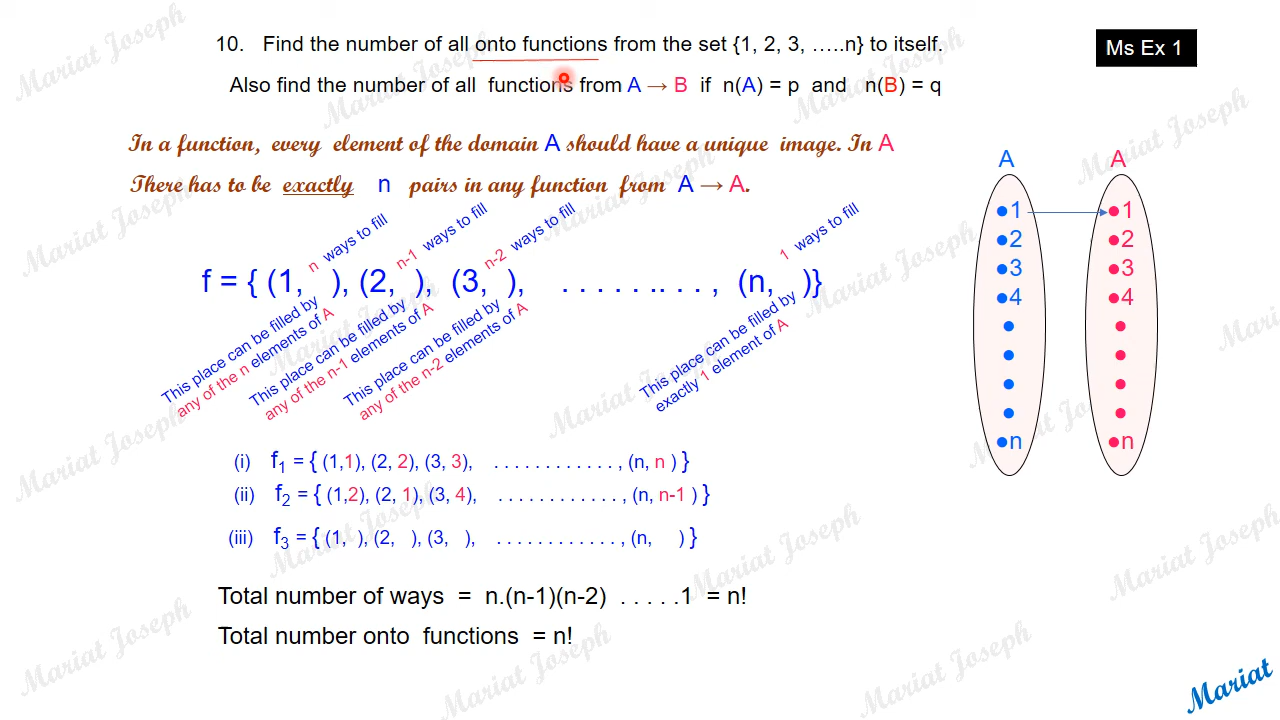 10. Find the number of all onto functions from the set {1, 2, 3, …..n} to itself.
Ms Ex 1
Also find the number of all functions from A → B if n(A) = p and n(B) = q
In a function, every element of the domain A should have a unique image. In A
There has to be exactly n pairs in any function from A → A.
n ways to fill
n-1 ways to fill
n-2 ways to fill
1 ways to fill
f = { (1, ), (2, ), (3, ), . . . . . . .. . . . , (n, )}
This place can be filled by
any of the n elements of A
This place can be filled by
any of the n-1 elements of A
This place can be filled by
any of the n-2 elements of A
This place can be filled by
exactly 1 element of A
A
A
1
1
2
2
3
3
4
4
n
n
(i) f1 = { (1,1), (2, 2), (3, 3), . . . . . . . . . . . . . , (n, n ) }
(ii) f2 = { (1,2), (2, 1), (3, 4), . . . . . . . . . . . . . , (n, n-1 ) }
(iii) f3 = { (1, ), (2, ), (3, ), . . . . . . . . . . . . . , (n, ) }
Total number of ways = n.(n-1)(n-2) . . . . .1 = n!
Total number onto functions = n!
Mariat Joseph
Mariat